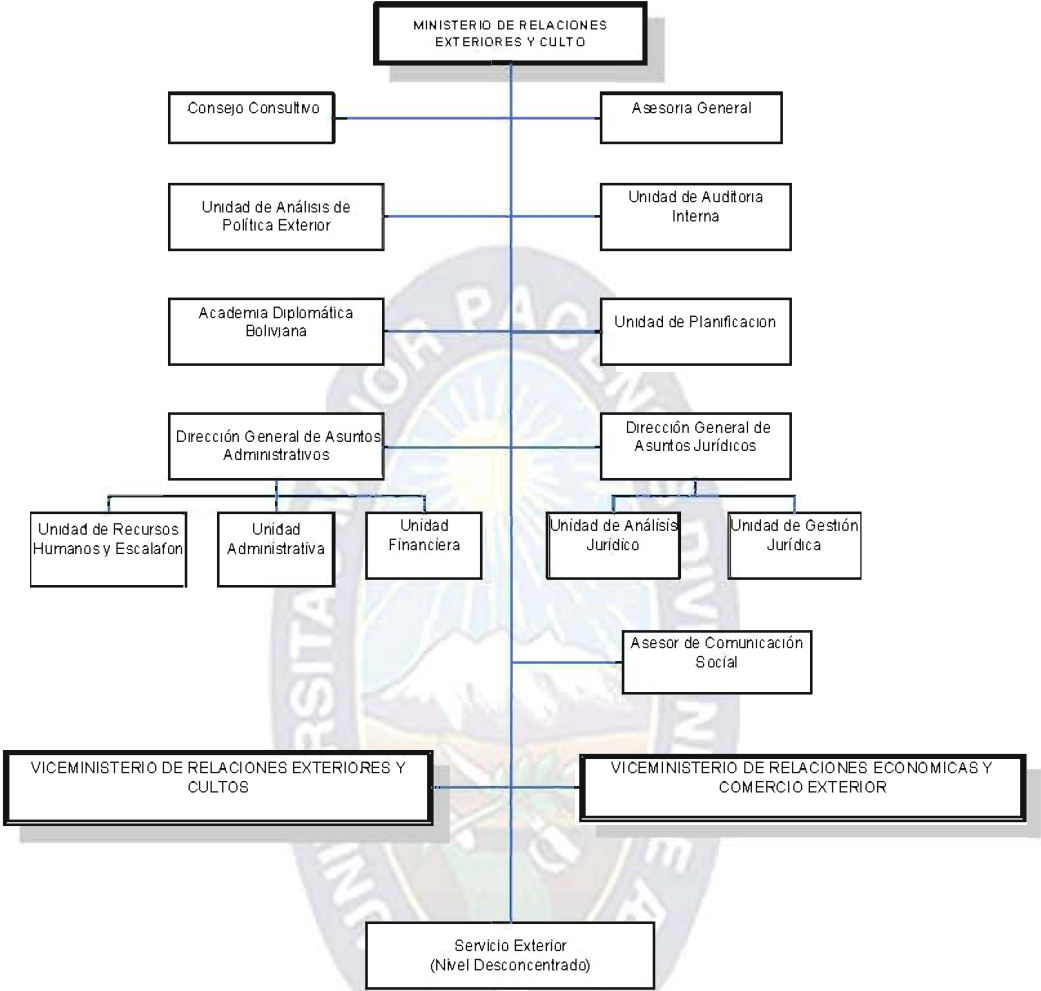 MINISTERIO DE RELACIONES
EXTERIORES Y CULTO
Consejo Consultivo
Asesoria General
Unidad de Análisis de
Política Exterior
Unidad de Auditoria
Interna
Academia Diplomática
Boliviana
Unidad de Planificacion
Dirección General de Asuntos
Administrativos
Dirección General de
Asuntos Jurídicos
Unidad de Recursos
Humanos y Escalafon
Unidad
Administrativa
Unidad
Financiera
Unidad de Análisis
Juridico
Unidad de Gestión
Jurídica
Asesor de Comunicación
Social
VICEMINISTERIO DE RELACIONES EXTERIORES Y
CULTOS
VICEMINISTERIO DE RELACIONES ECONOMICAS Y
COMERCIO EXTERIOR
Servicio Exterior
(Nivel Desconcentrado)